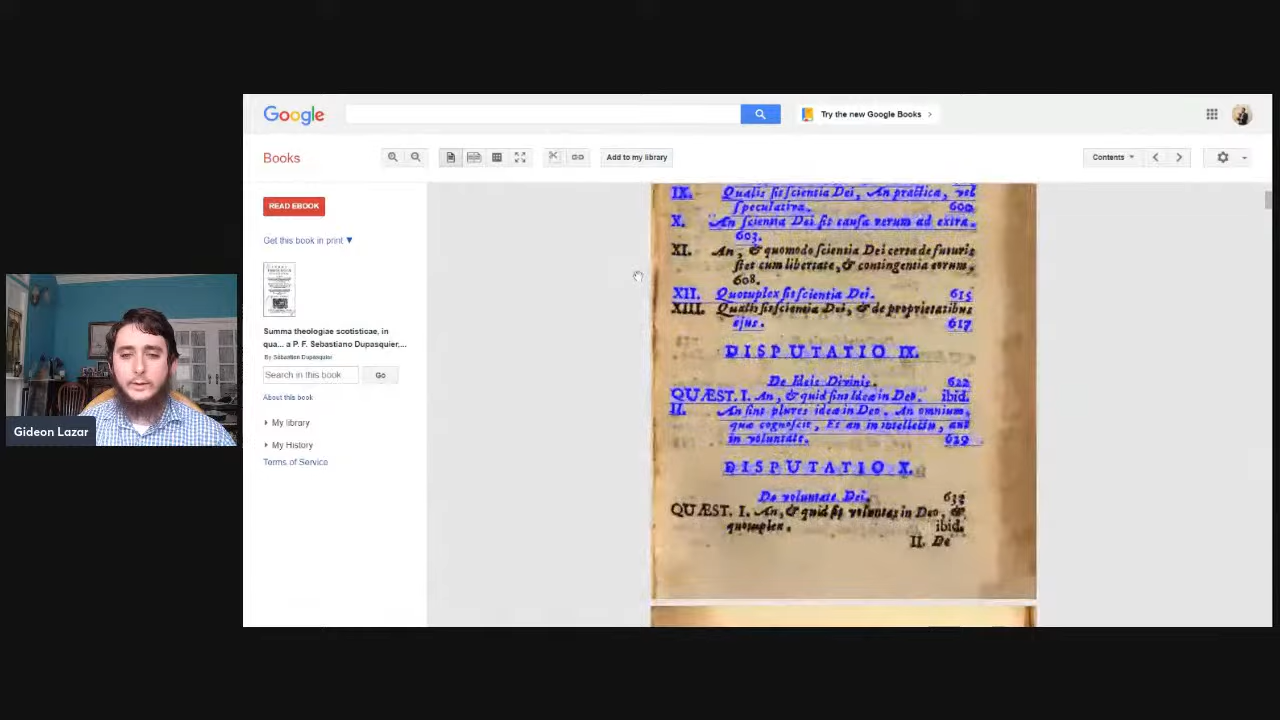 Google
Try the new Google Books ›
Books
Add to my library
Contents
READ EBOOK
Get this book in print ▼
Summa theologiae scotisticae, in
qua... a P. F. Sebastiano Dupasquier,...
By Sébastien Dupasquier
Search in this book
Go
About this book
My library
My History
Terms of Service
Gideon Lazar
IX. Qualis sit scientia Dei, An practica, vel
speculativa. 600
X. An scientia Dei sit causa rerum ad extra.
603.
XI. An, & quomodo scientia Dei certa de futuris
stet cum libertate, & contingentia eorum,
608.
XII. Quotuplex sit scientia Dei. 615
XIII. Qualis sit scientia Dei, & de proprietatibus
ejus. 617
DISPUTATIO IX.
De Ideis Divinis. 622
QUÆST. I. An, & quid sint Ideæ in Deo. ibid.
II. An sint plures ideæ in Deo. An omnium,
quæ cognoscit, Et an in intellectu, aut
in voluntate. 629
DISPUTATIO X.
De voluntate Dei. 632
QUÆST. I. An, & quid sit voluntas in Deo, &
quotuplex. ibid.
II. De